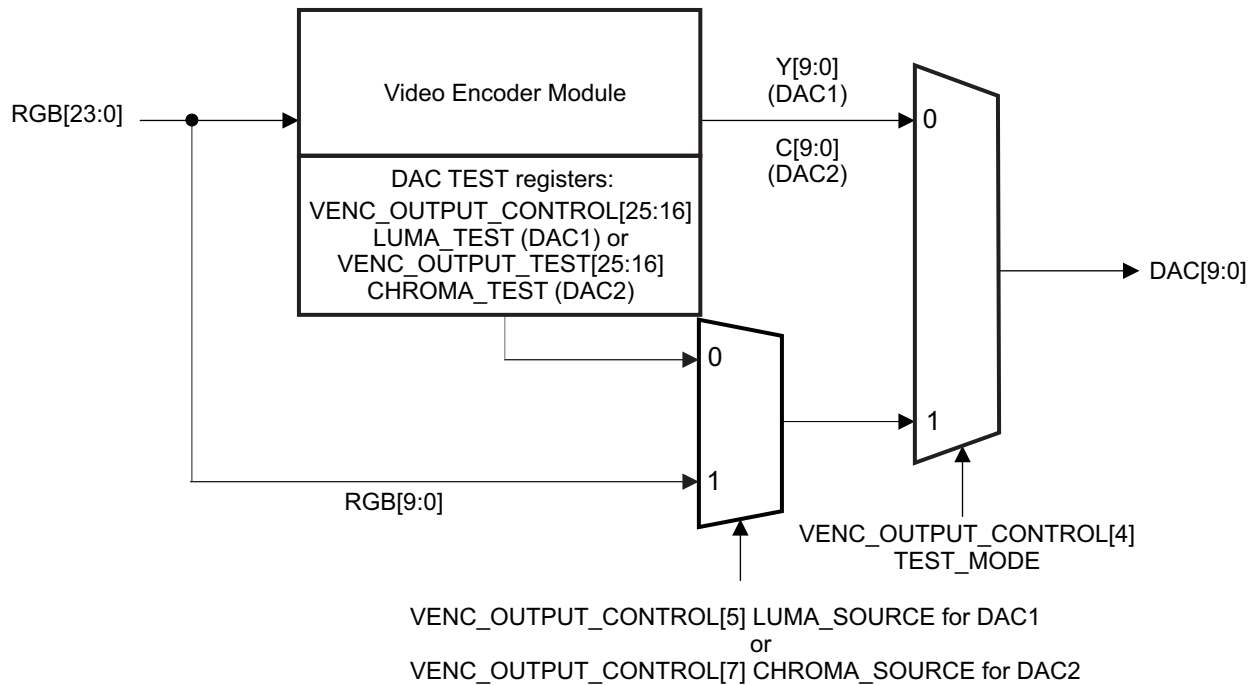 RGB[23:0]
Video Encoder Module
Y[9:0]
(DAC1)
C[9:0]
(DAC2)
0
DAC TEST registers:
VENC_OUTPUT_CONTROL[25:16]
LUMA_TEST (DAC1) or
VENC_OUTPUT_TEST[25:16]
CHROMA_TEST (DAC2)
DAC[9:0]
0
1
1
RGB[9:0]
VENC_OUTPUT_CONTROL[4]
TEST_MODE
VENC_OUTPUT_CONTROL[5] LUMA_SOURCE for DAC1
or
VENC_OUTPUT_CONTROL[7] CHROMA_SOURCE for DAC2